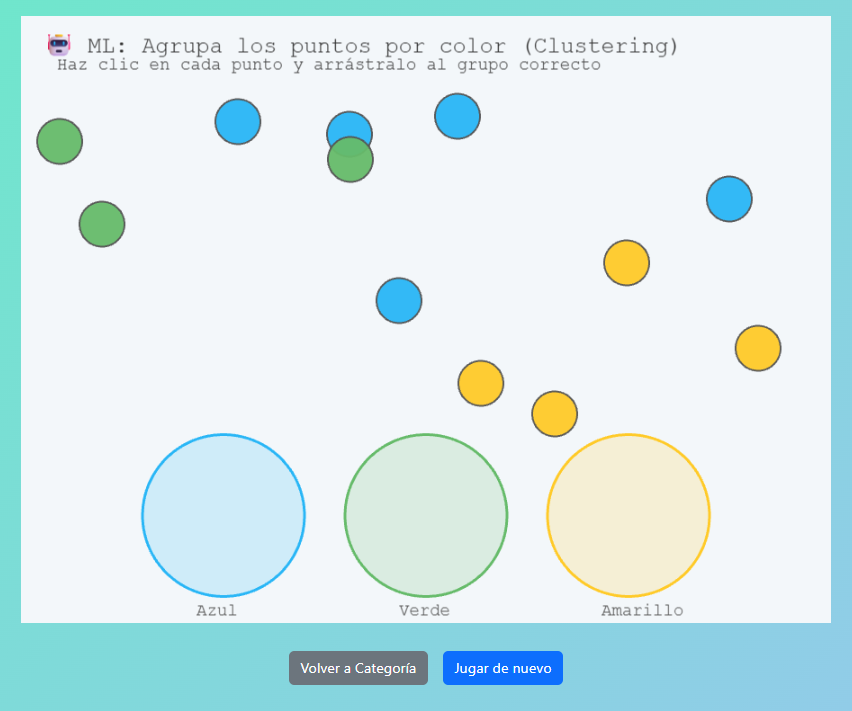 ML: Agrupa los puntos por color (Clustering)
Haz clic en cada punto y arrástralo al grupo correcto
Azul
Verde
Amarillo
Volver a Categoría
Jugar de nuevo